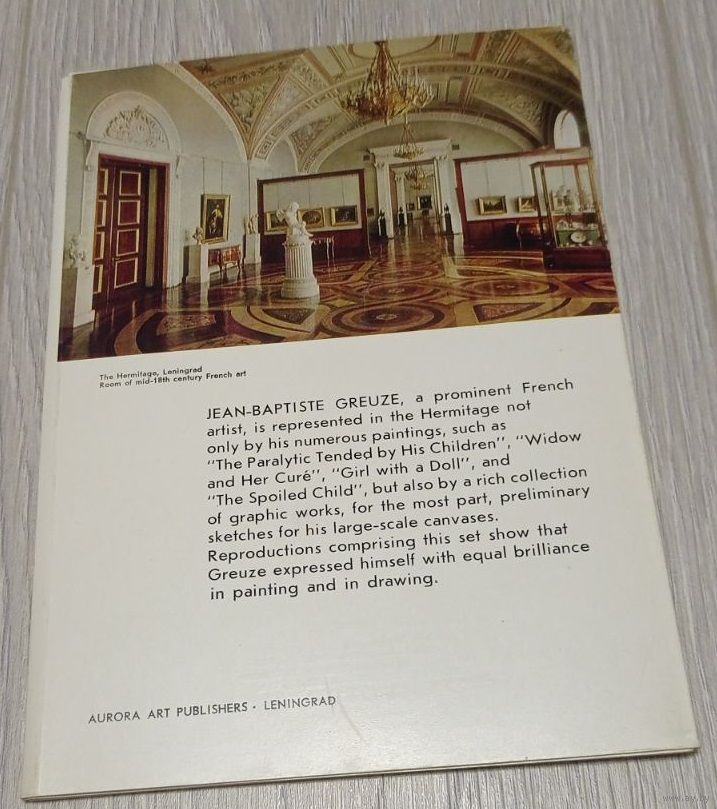 The Hermitage, Leningrad
Room of mid-18th century French art
JEAN-BAPTISTE GREUZE, a prominent French
artist, is represented in the Hermitage not
only by his numerous paintings, such as
"The Paralytic Tended by His Children", "Widow
and Her Curé", "Girl with a Doll", and
"The Spoiled Child", but also by a rich collection
of graphic works, for the most part, preliminary
sketches for his large-scale canvases.
Reproductions comprising this set show that
Greuze expressed himself with equal brilliance
in painting and in drawing.
AURORA ART PUBLISHERS · LENINGRAD